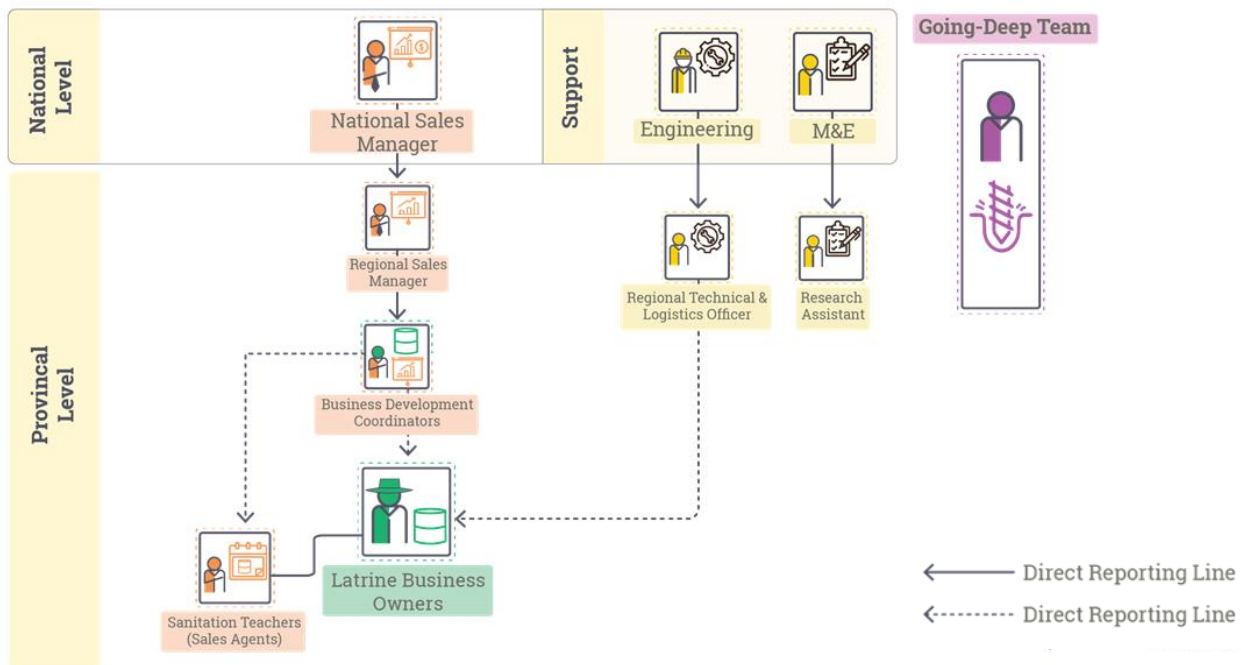 National
Level
National Sales
Manager
Support
Engineering
M&E
Going-Deep Team
Provincal
Level
Regional Sales
Manager
Regional Technical &
Logistics Officer
Research
Assistant
Business Development
Coordinators
Latrine Business
Owners
Sanitation Teachers
(Sales Agents)
Direct Reporting Line
Direct Reporting Line